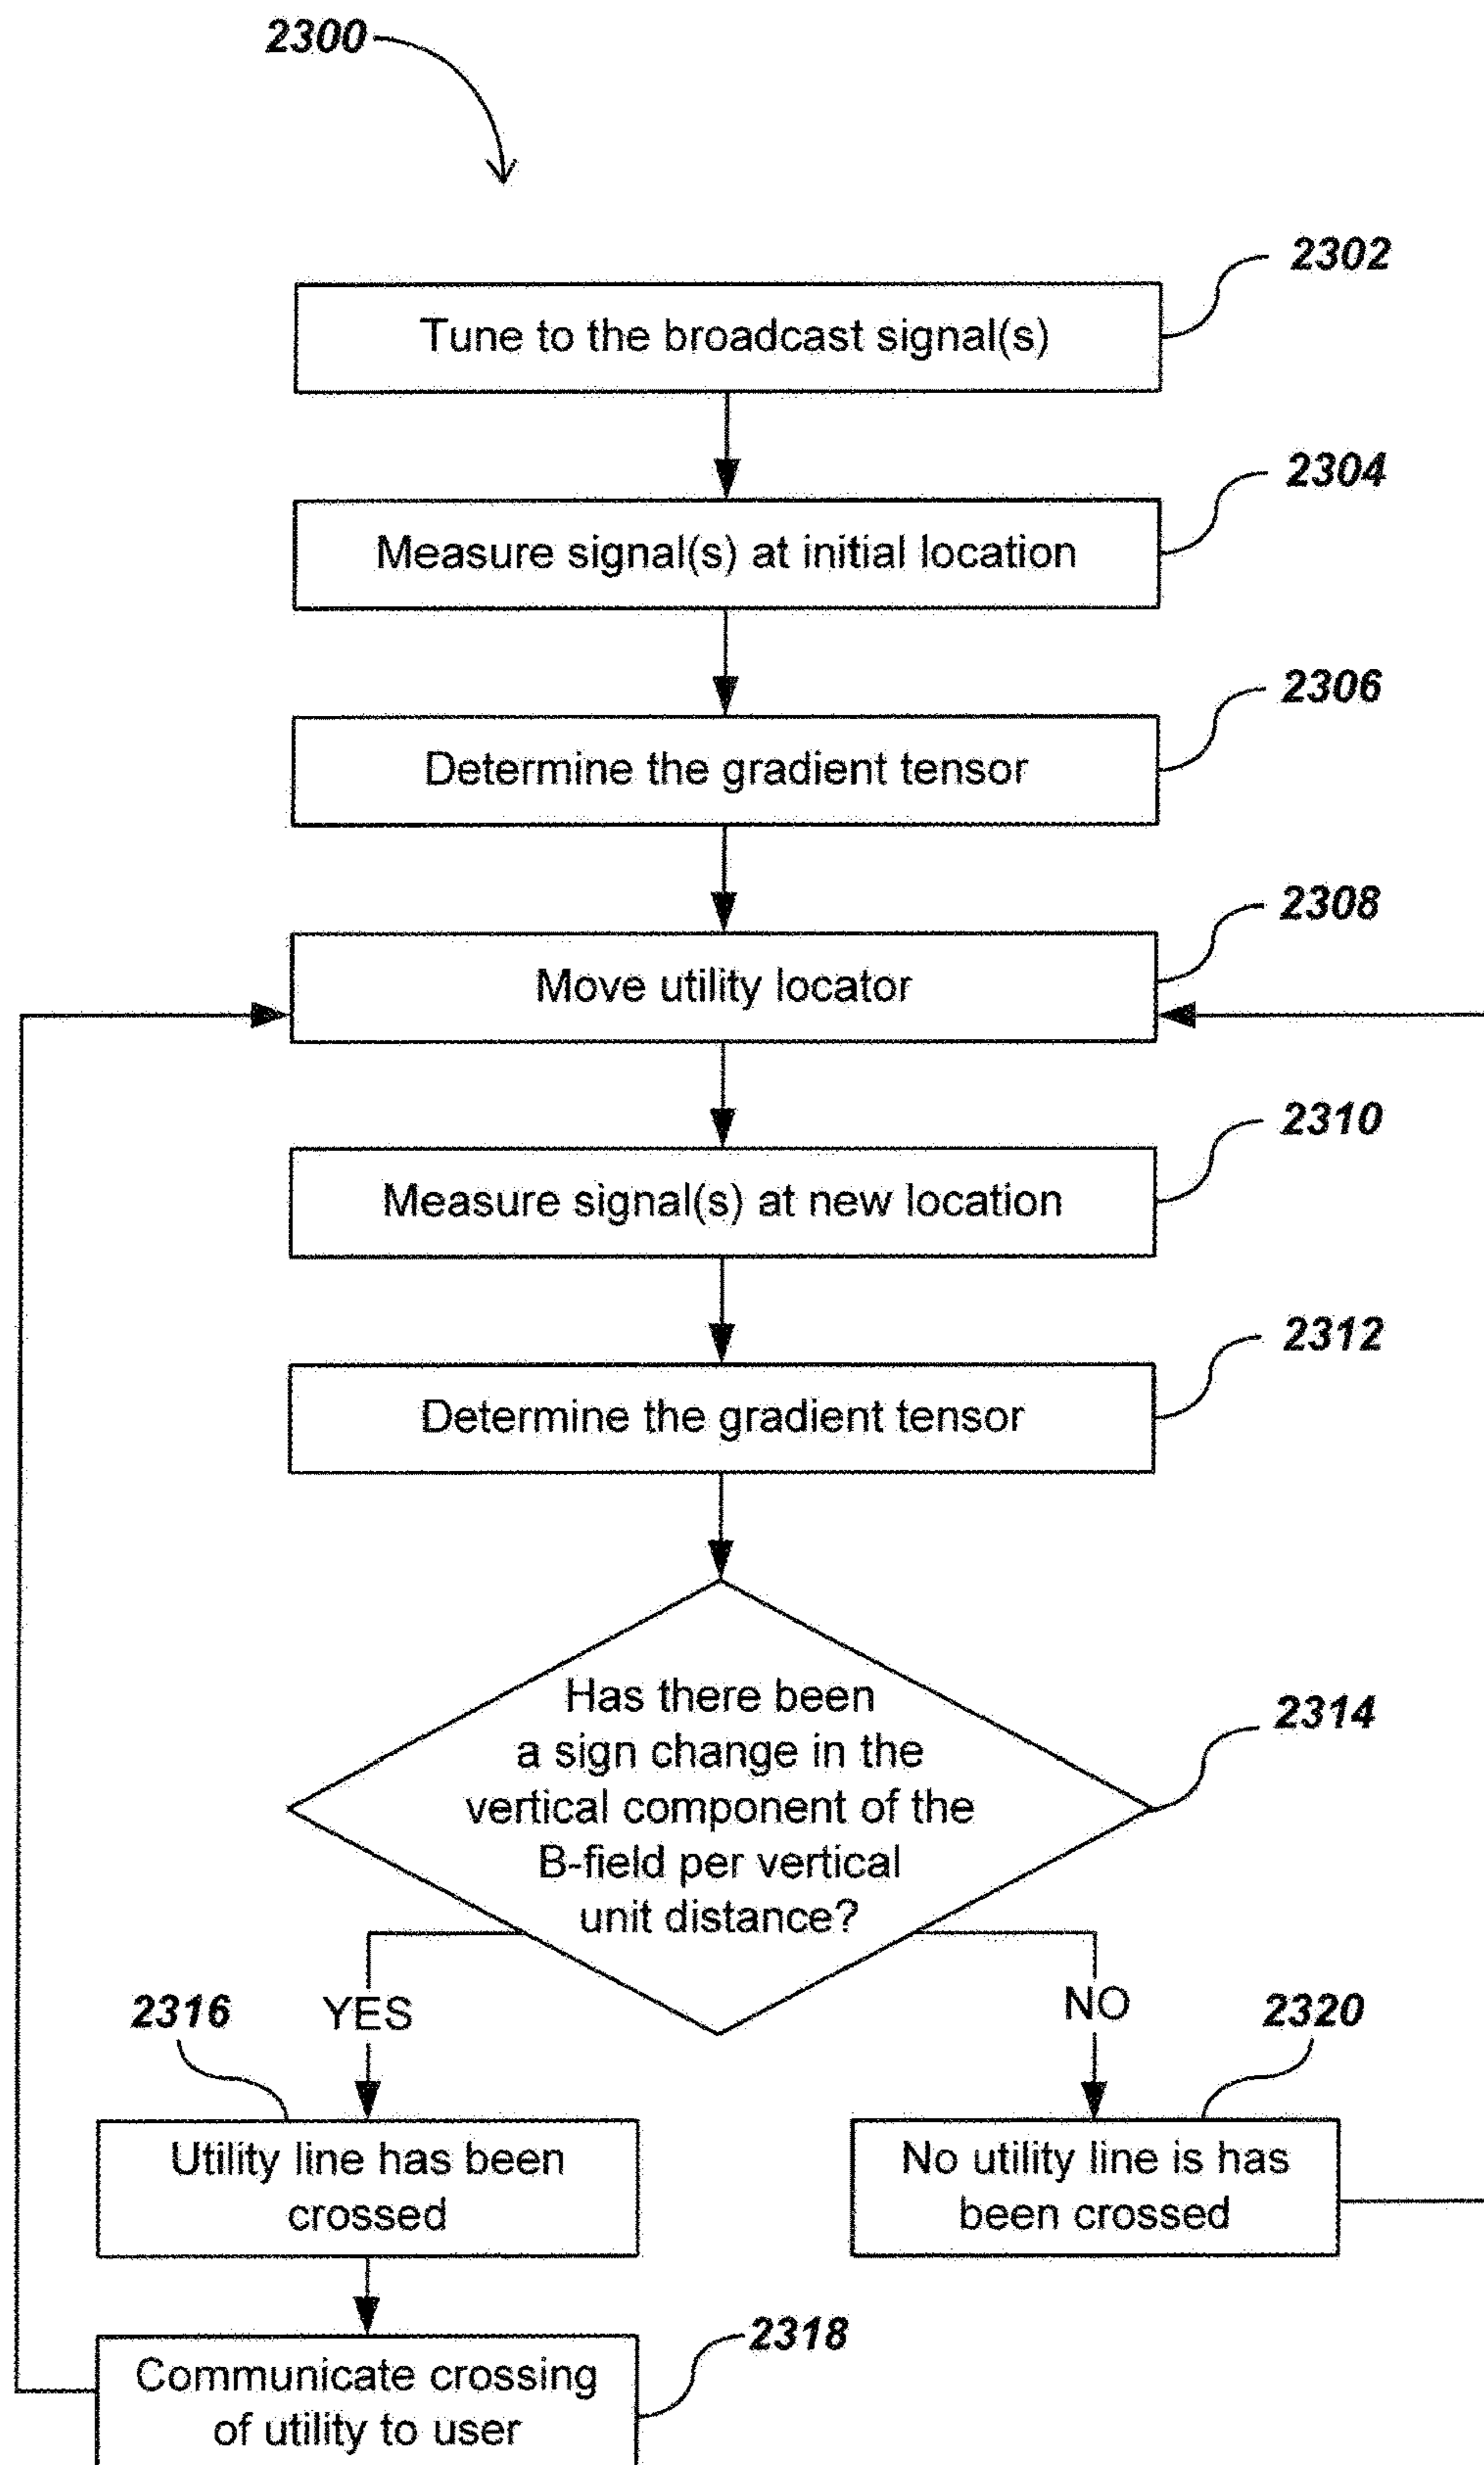 2300
2302
Tune to the broadcast signal(s)
2304
Measure signal(s) at initial location
2306
Determine the gradient tensor
2308
Move utility locator
2310
Measure signal(s) at new location
2312
Determine the gradient tensor
2314
Has there been
a sign change in the
vertical component of the
B-field per vertical
unit distance?
2316
YES
NO
2320
Utility line has been
crossed
No utility line is has
been crossed
2318
Communicate crossing
of utility to user